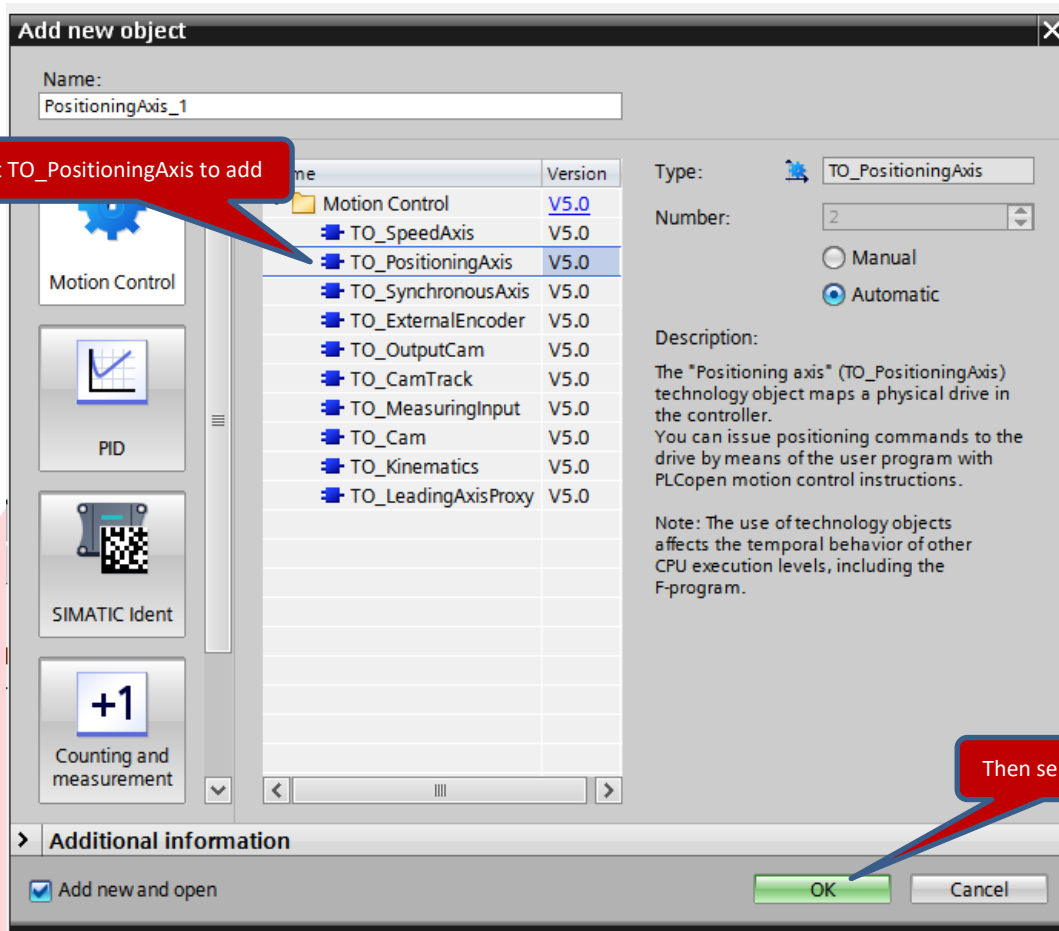 Add new object
Name:
PositioningAxis_1
TO_PositioningAxis to add
Version
Motion Control V5.0
TO_SpeedAxis V5.0
TO_PositioningAxis V5.0
TO_SynchronousAxis V5.0
TO_ExternalEncoder V5.0
TO_OutputCam V5.0
TO_CamTrack V5.0
TO_MeasuringInput V5.0
TO_Cam V5.0
TO_Kinematics V5.0
TO_LeadingAxisProxy V5.0
Motion Control
PID
SIMATIC Ident
+1
Counting and
measurement
Type: TO_PositioningAxis
Number: 2
Manual
Automatic
Description:
The "Positioning axis" (TO_PositioningAxis)
technology object maps a physical drive in
the controller.
You can issue positioning commands to the
drive by means of the user program with
PLCopen motion control instructions.
Note: The use of technology objects
affects the temporal behavior of other
CPU execution levels, including the
F-program.
Then
Additional information
Add new and open
OK
Cancel